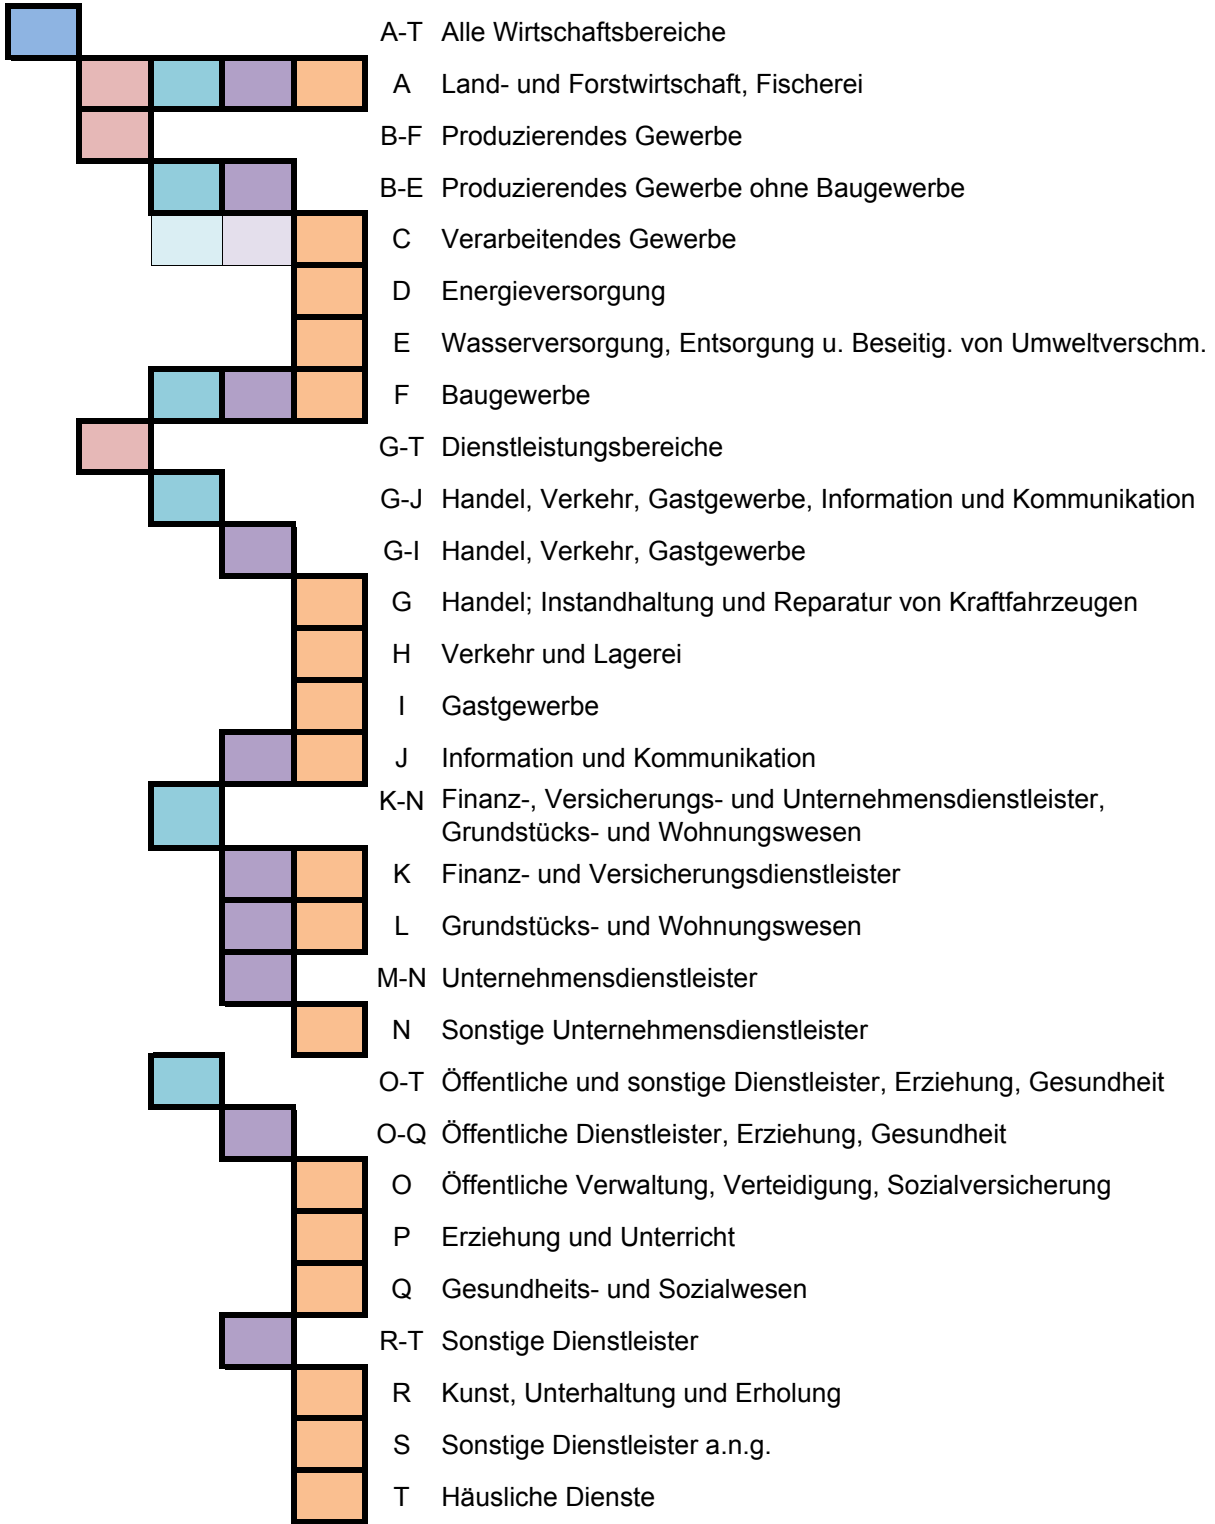 A-T Alle Wirtschaftsbereiche
A Land- und Forstwirtschaft, Fischerei
B-F Produzierendes Gewerbe
B-E Produzierendes Gewerbe ohne Baugewerbe
C Verarbeitendes Gewerbe
D Energieversorgung
E Wasserversorgung, Entsorgung u. Beseitig. von Umweltverschm.
F Baugewerbe
G-T Dienstleistungsbereiche
G-J Handel, Verkehr, Gastgewerbe, Information und Kommunikation
G-I Handel, Verkehr, Gastgewerbe
G Handel; Instandhaltung und Reparatur von Kraftfahrzeugen
H Verkehr und Lagerei
I Gastgewerbe
J Information und Kommunikation
K-N Finanz-, Versicherungs- und Unternehmensdienstleister,
Grundstücks- und Wohnungswesen
K Finanz- und Versicherungsdienstleister
L Grundstücks- und Wohnungswesen
M-N Unternehmensdienstleister
N Sonstige Unternehmensdienstleister
O-T Öffentliche und sonstige Dienstleister, Erziehung, Gesundheit
O-Q Öffentliche Dienstleister, Erziehung, Gesundheit
O Öffentliche Verwaltung, Verteidigung, Sozialversicherung
P Erziehung und Unterricht
Q Gesundheits- und Sozialwesen
R-T Sonstige Dienstleister
R Kunst, Unterhaltung und Erholung
S Sonstige Dienstleister a.n.g.
T Häusliche Dienste